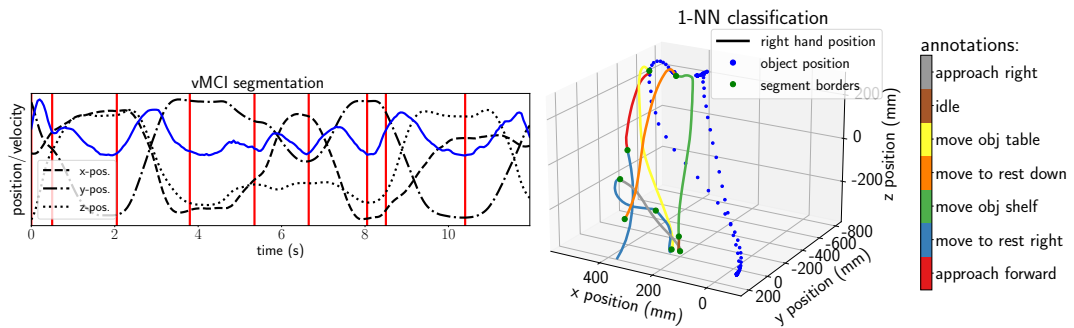 vMCI segmentation
position/velocity
x-pos.
y-pos.
z-pos.
0 2 4 6 8 10
time (s)
1-NN classification
right hand position
object position
segment borders
200
0
-200
z position (mm)
400 200 0
x position (mm)
200 0 -200 -400 -600 -800
y position (mm)
annotations:
approach right
idle
move obj table
move to rest down
move obj shelf
move to rest right
approach forward